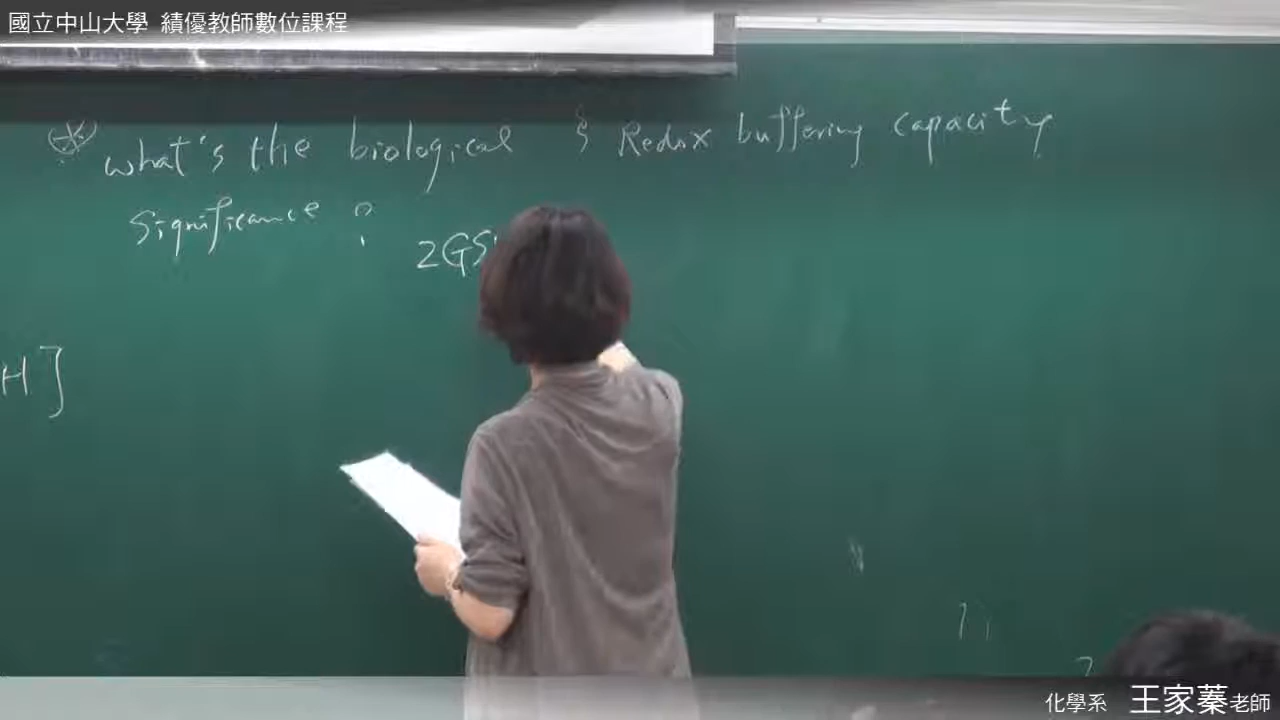 國立中山大學 績優教師數位課程
What's the biological & Redox buffering capacity
significance ?
2GS
H]
化學系 王家蓁老師